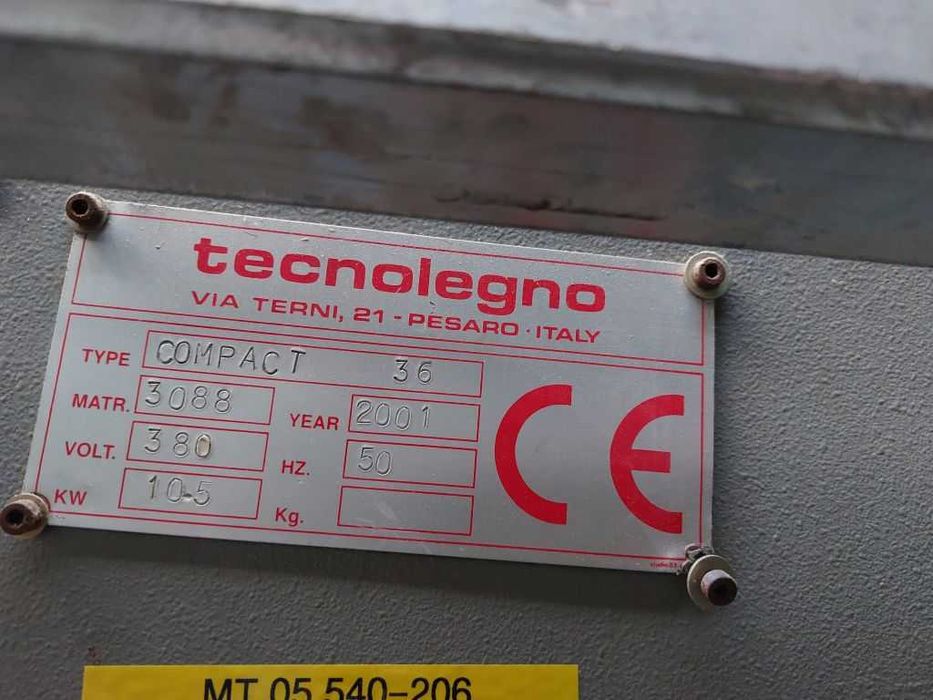 tecnolegno
VIA TERNI, 21 - PESARO · ITALY
TYPE COMPACT 36
MATR. 3088 YEAR 2001
VOLT. 380 HZ. 50
KW 10.5 Kg.
CE
MT 05 540-206